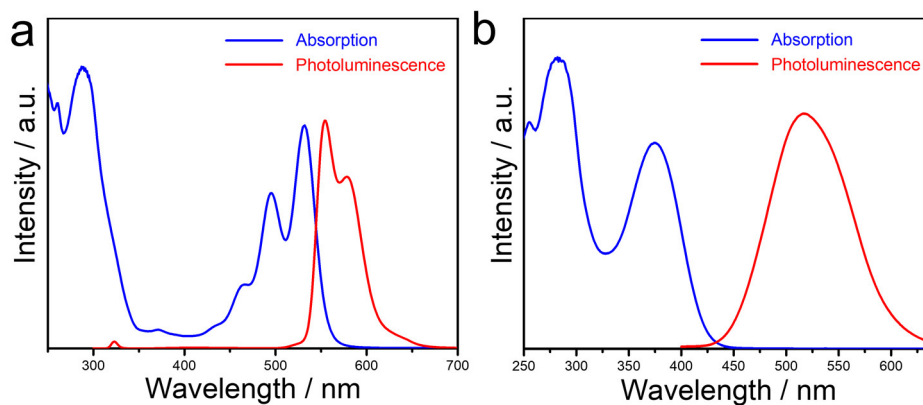 a
Absorption
Photoluminescence
Intensity / a.u.
300 400 500 600 700
Wavelength / nm
b
Absorption
Photoluminescence
Intensity / a.u.
250 300 350 400 450 500 550 600
Wavelength / nm